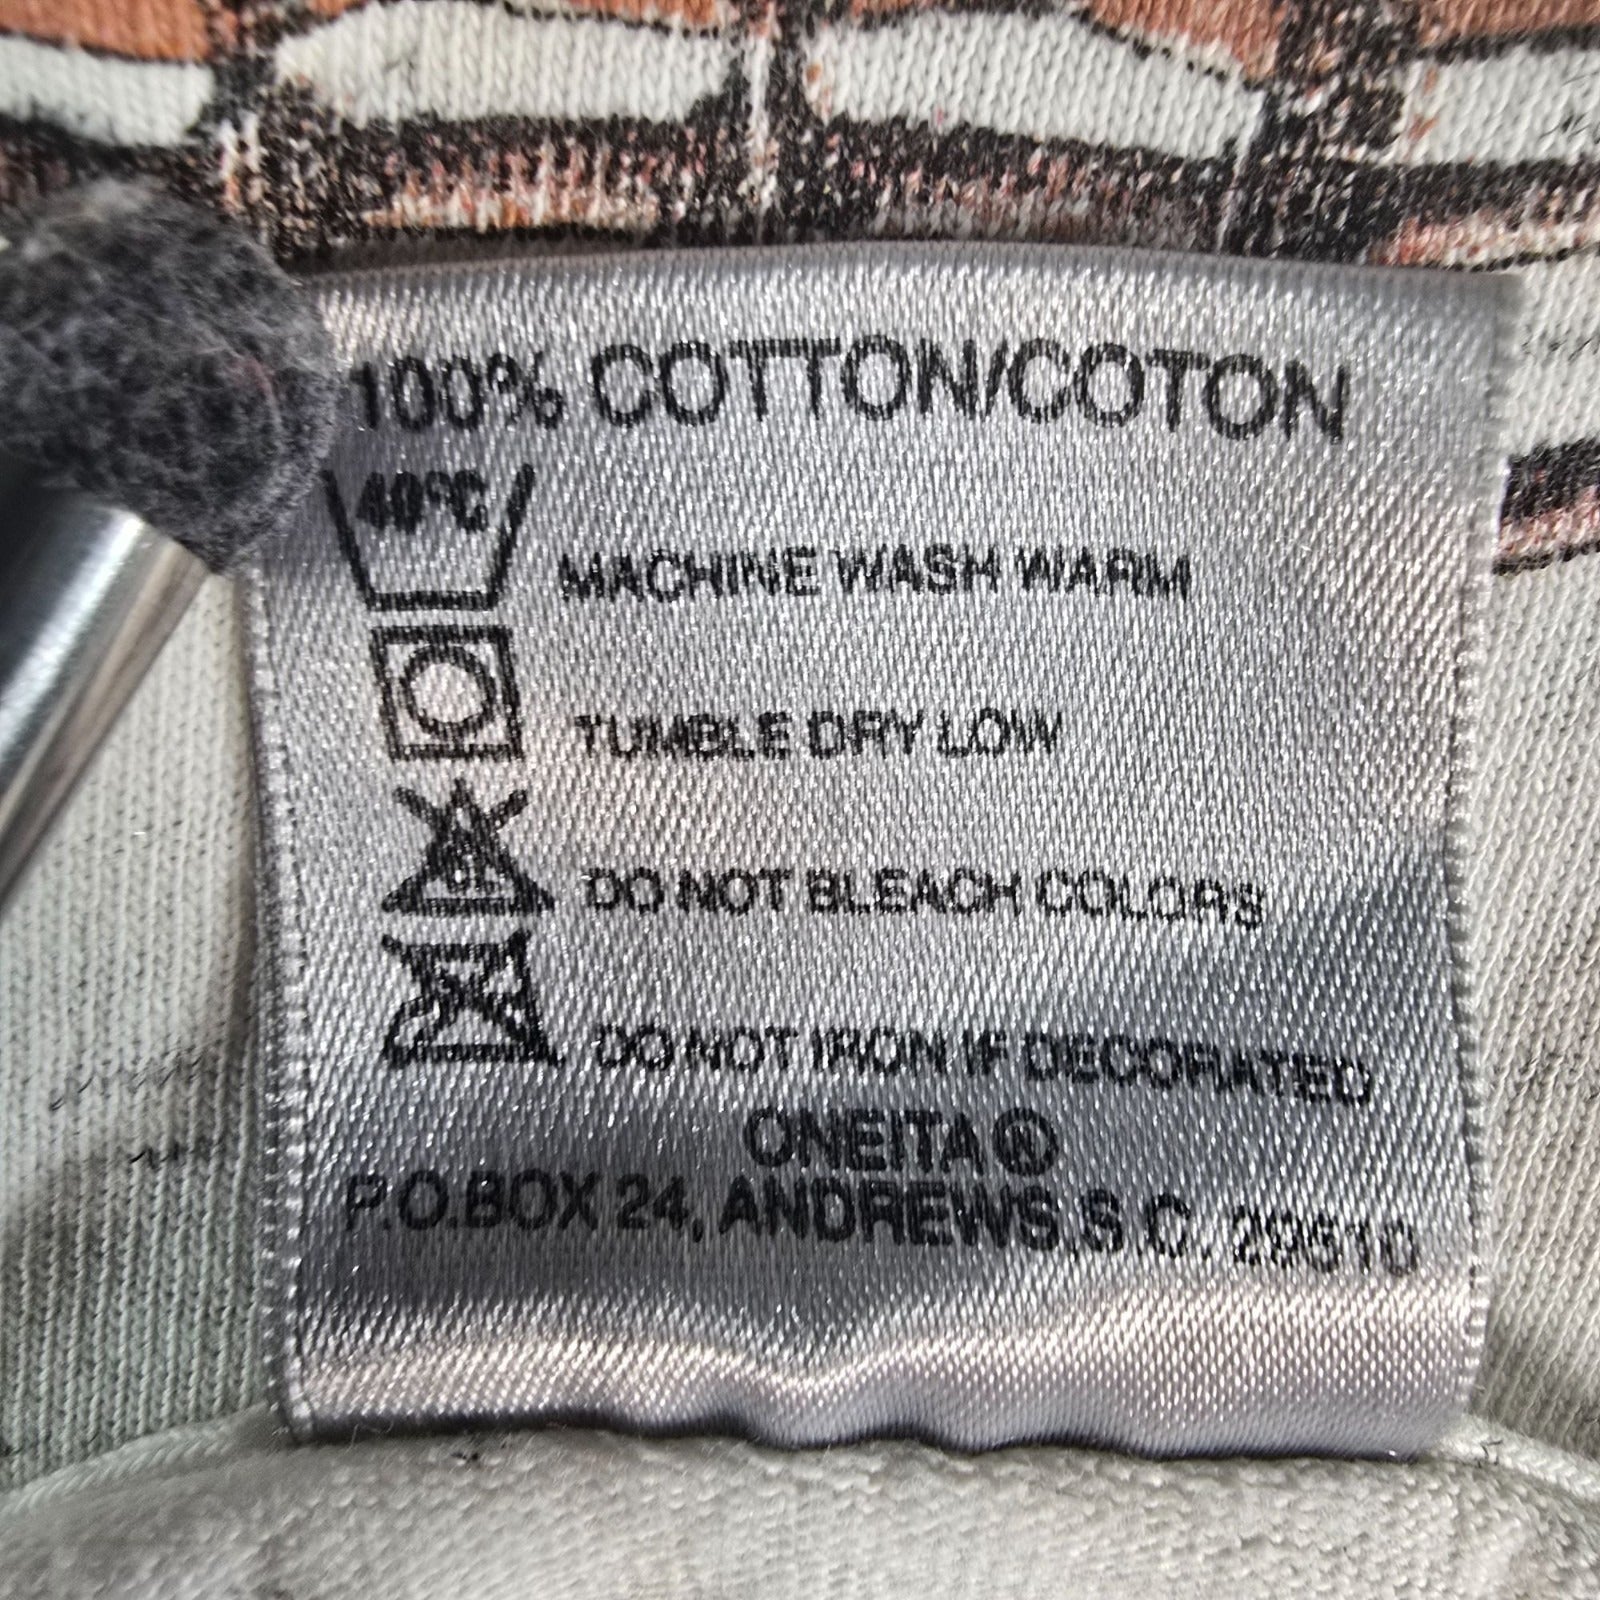 100% COTTON/COTON
40°C
MACHINE WASH WARM
TUMBLE DRY LOW
DO NOT BLEACH COLORS
DO NOT IRON IF DECORATED
ONEITA®
P.O.BOX 24, ANDREWS, S.C. 29510